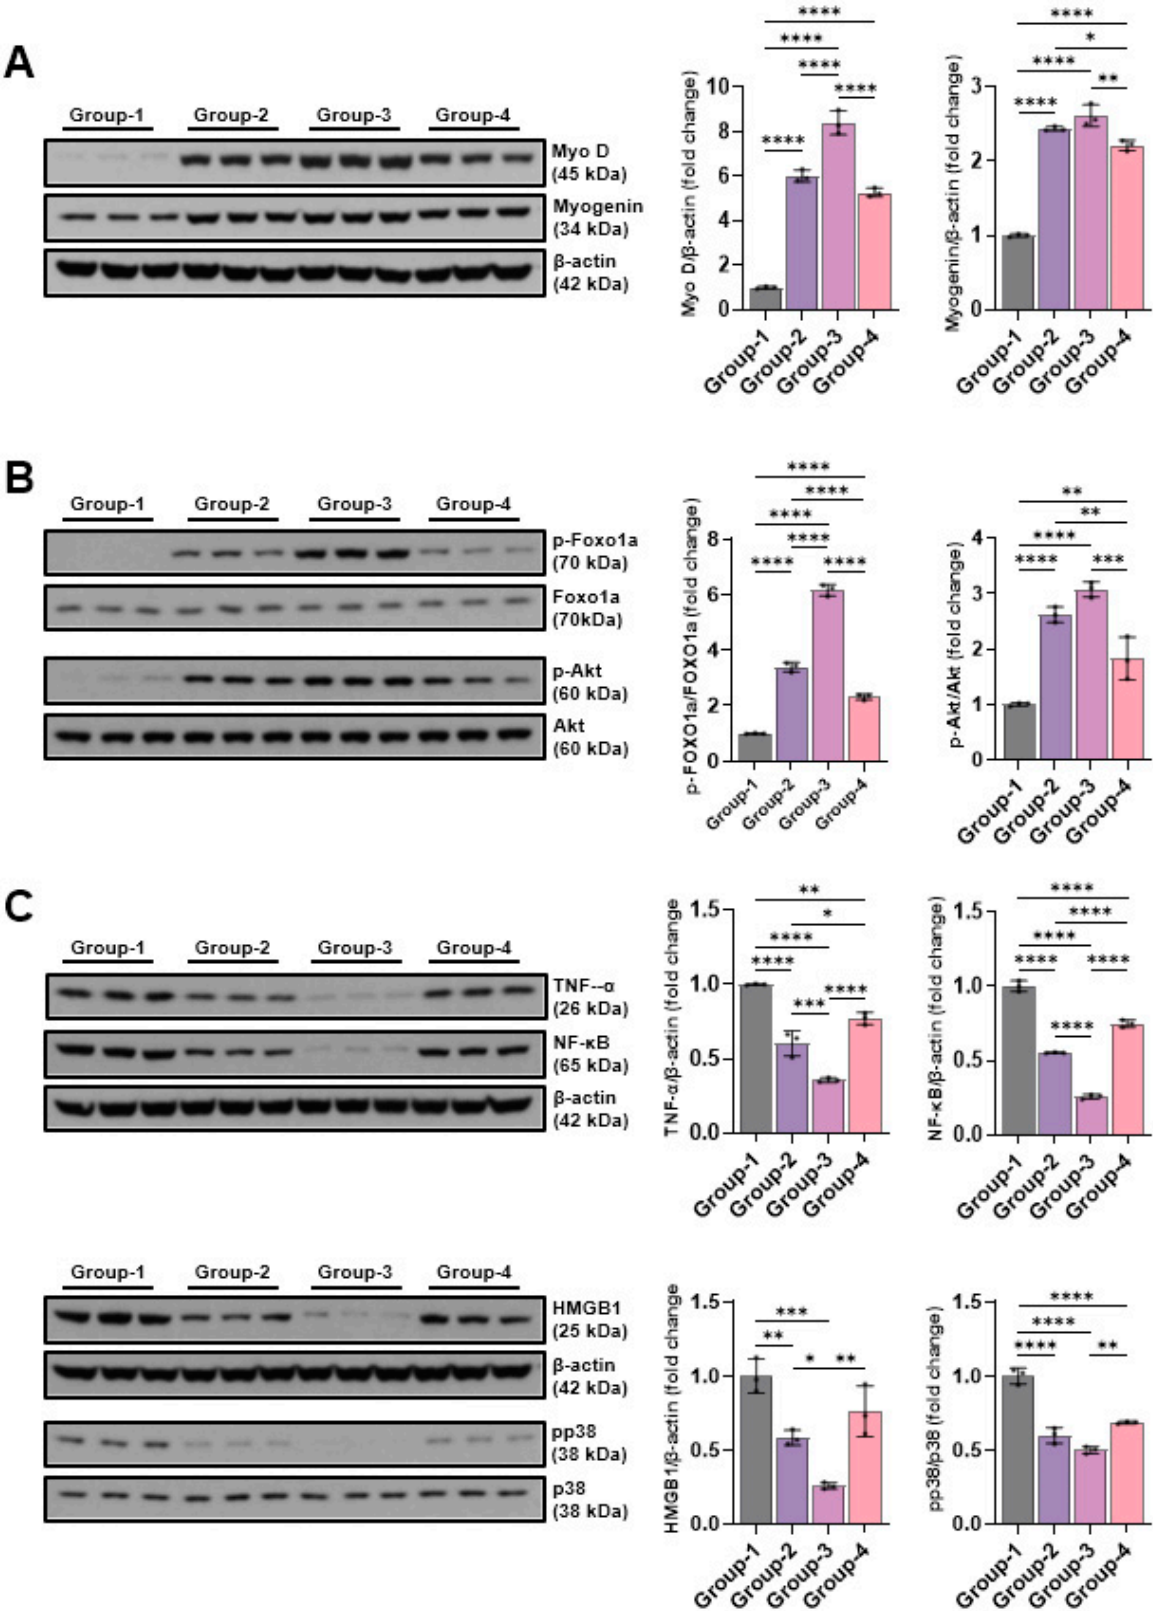 A
Group-1 Group-2 Group-3 Group-4
Myo D
(45 kDa)
Myogenin
(34 kDa)
β-actin
(42 kDa)
Myo D/β-actin (fold change)
10
8
6
4
2
0
****
****
****
****
****
Group-1 Group-2 Group-3 Group-4
Myogenin/β-actin (fold change)
3
2
1
0
****
*
****
**
****
Group-1 Group-2 Group-3 Group-4
B
Group-1 Group-2 Group-3 Group-4
p-Foxo1a
(70 kDa)
Foxo1a
(70kDa)
p-Akt
(60 kDa)
Akt
(60 kDa)
p-FOXO1a/FOXO1a (fold change)
8
6
4
2
0
****
****
****
****
**** ****
Group-1 Group-2 Group-3 Group-4
p-Akt/Akt (fold change)
4
3
2
1
0
**
**
****
**** ***
Group-1 Group-2 Group-3 Group-4
C
Group-1 Group-2 Group-3 Group-4
TNF--α
(26 kDa)
NF-κB
(65 kDa)
β-actin
(42 kDa)
TNF-α/β-actin (fold change
1.5
1.0
0.5
0.0
**
*
****
****
*** ****
Group-1 Group-2 Group-3 Group-4
NF-κB/β-actin (fold change)
1.5
1.0
0.5
0.0
****
****
****
**** ****
****
Group-1 Group-2 Group-3 Group-4
Group-1 Group-2 Group-3 Group-4
HMGB1
(25 kDa)
β-actin
(42 kDa)
pp38
(38 kDa)
p38
(38 kDa)
HMGB1/β-actin (fold change
1.5
1.0
0.5
0.0
***
**
* **
Group-1 Group-2 Group-3 Group-4
pp38/p38 (fold change)
1.5
1.0
0.5
0.0
****
****
**** **
Group-1 Group-2 Group-3 Group-4